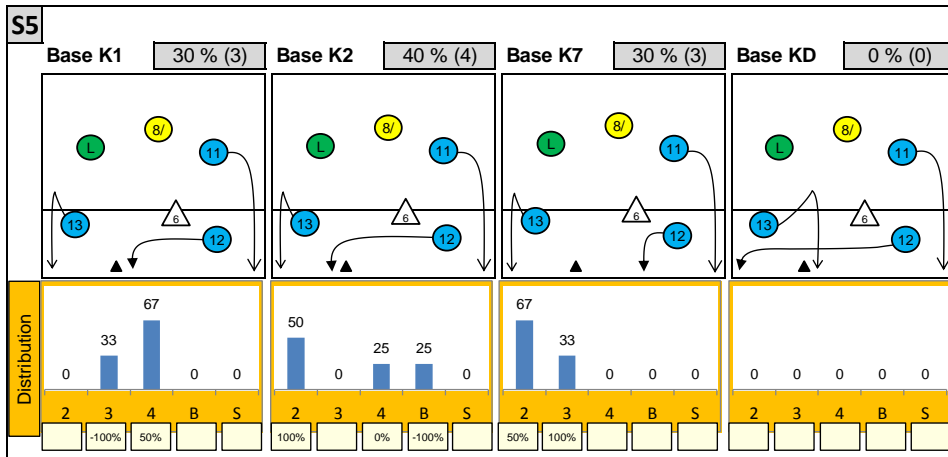 S5
Base K1 30 % (3) Base K2 40 % (4) Base K7 30 % (3) Base KD 0 % (0)
8/ 8/ 8/ 8/
L 11 L 11 L 11 L 11
13 6 12 13 6 12 13 6 12 13 6 12
Distribution
0 33 67 0 0 50 0 25 25 0 67 33 0 0 0 0 0 0 0 0
2 3 4 B S 2 3 4 B S 2 3 4 B S 2 3 4 B S
-100% 50% 100% 0% -100% 50% 100%